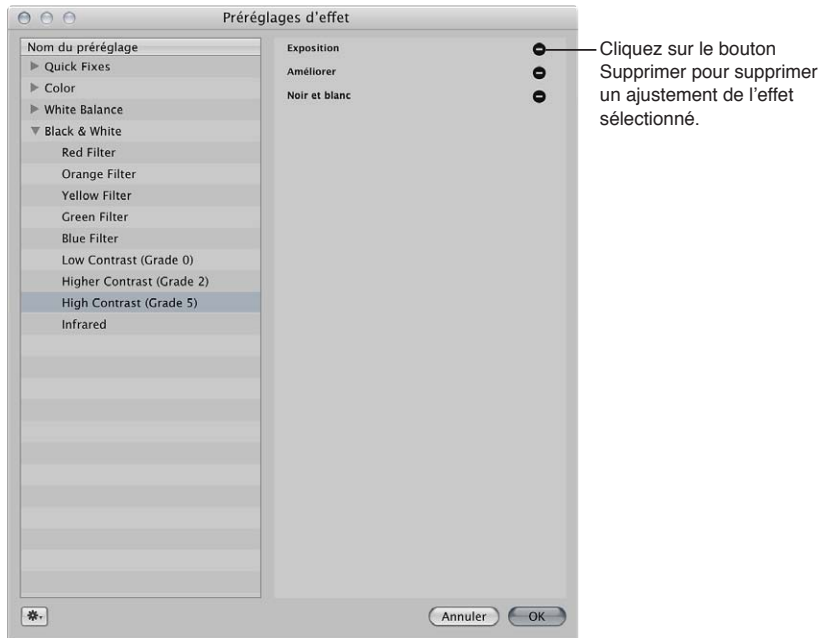 Préréglages d'effet
Nom du préréglage
Quick Fixes
Color
White Balance
Black & White
Red Filter
Orange Filter
Yellow Filter
Green Filter
Blue Filter
Low Contrast (Grade 0)
Higher Contrast (Grade 2)
High Contrast (Grade 5)
Infrared
Exposition
Améliorer
Noir et blanc
Cliquez sur le bouton
Supprimer pour supprimer
un ajustement de l'effet
sélectionné.
Annuler
OK